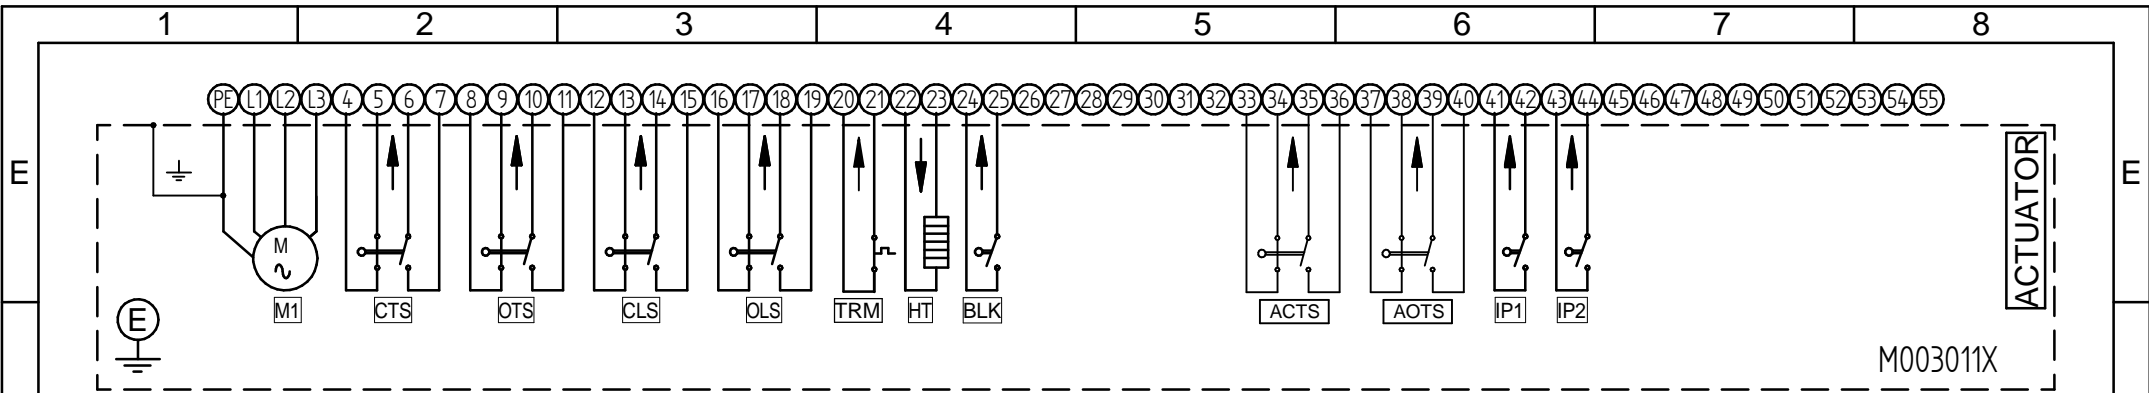 1 2 3 4 5 6 7 8
PE L1 L2 L3 4 5 6 7 8 9 10 11 12 13 14 15 16 17 18 19 20 21 22 23 24 25 26 27 28 29 30 31 32 33 34 35 36 37 38 39 40 41 42 43 44 45 46 47 48 49 50 51 52 53 54 55
E E
ACTUATOR
M
M1 CTS OTS CLS OLS TRM HT BLK ACTS AOTS IP1 IP2
E
M003011X